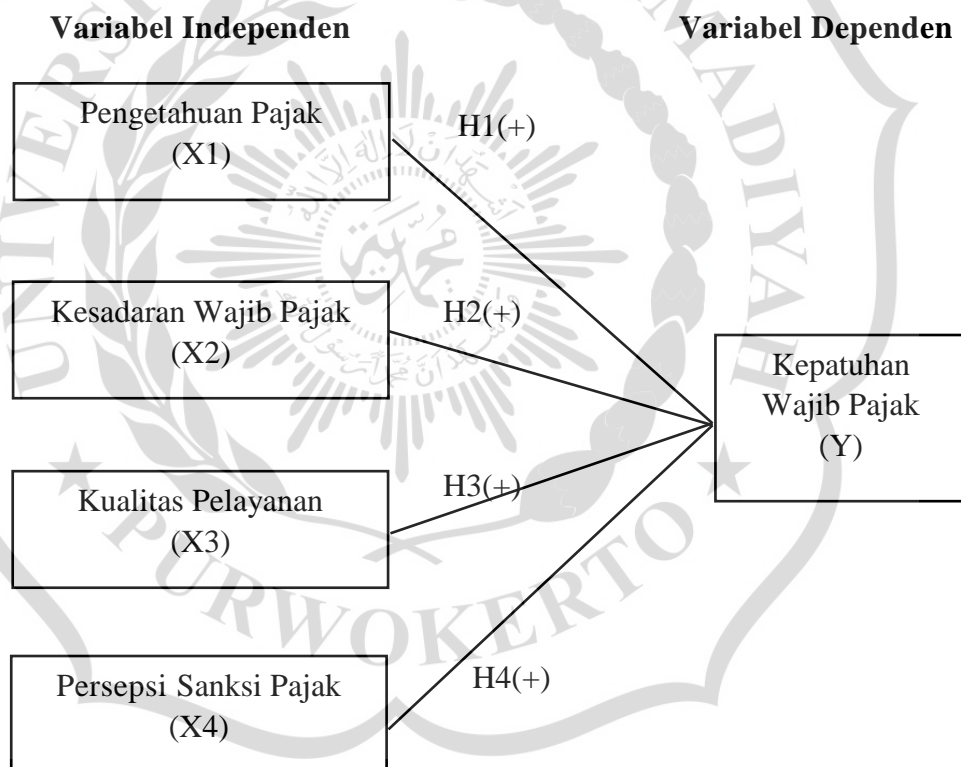 Variabel Independen
Variabel Dependen
Pengetahuan Pajak
(X1)
H1(+)
Kesadaran Wajib Pajak
(X2)
H2(+)
Kepatuhan
Wajib Pajak
(Y)
Kualitas Pelayanan
(X3)
H3(+)
Persepsi Sanksi Pajak
(X4)
H4(+)
PURWOKERTO